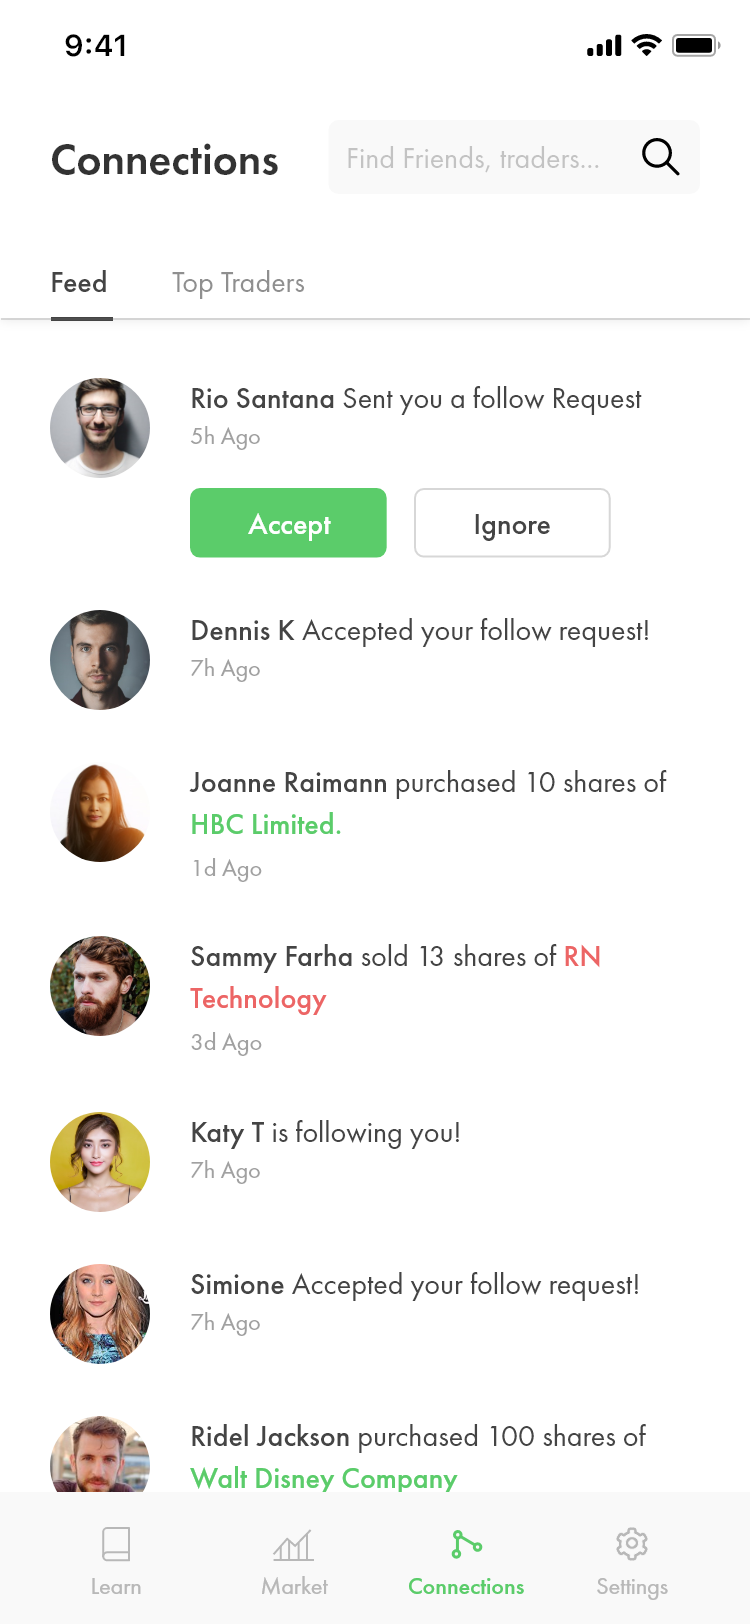 9:41
Connections
Find Friends, traders...
Feed
Top Traders
Rio Santana Sent you a follow Request
5h Ago
Accept
Ignore
Dennis K Accepted your follow request!
7h Ago
Joanne Raimann purchased 10 shares of
HBC Limited.
1d Ago
Sammy Farha sold 13 shares of RN
Technology
3d Ago
Katy T is following you!
7h Ago
Simione Accepted your follow request!
7h Ago
Ridel Jackson purchased 100 shares of
Walt Disney Company
Learn
Market
Connections
Settings